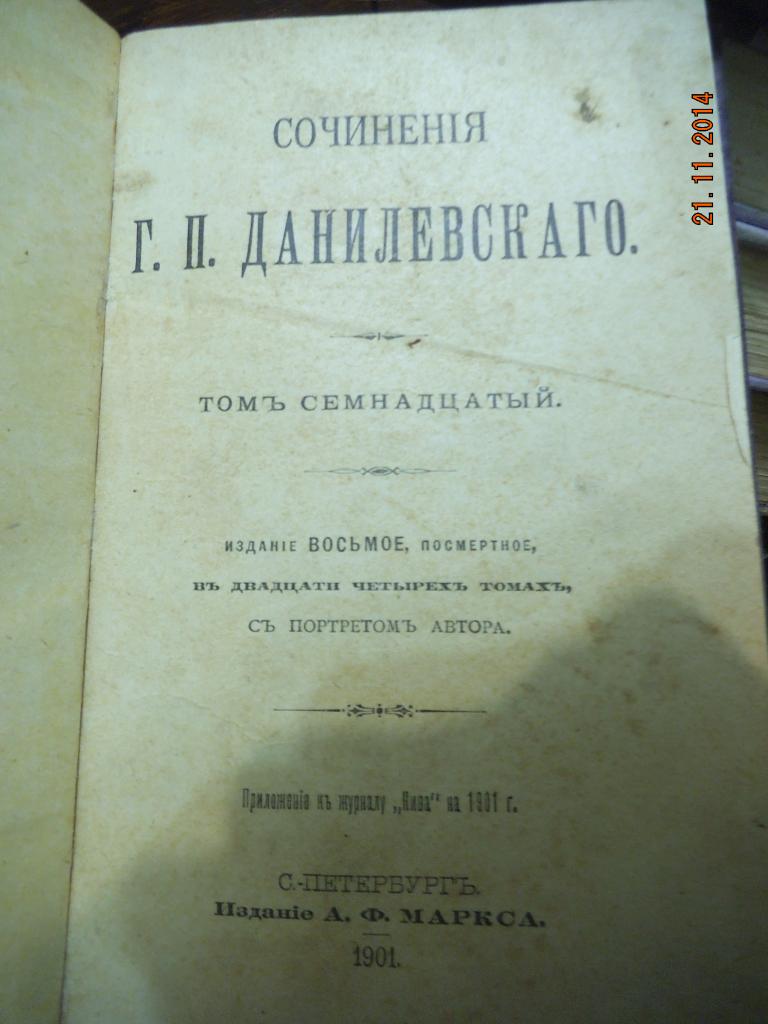 СОЧИНЕНІЯ
Г. П. ДАНИЛЕВСКАГО.
ТОМЪ СЕМНАДЦАТЫЙ.
ИЗДАНІЕ ВОСЬМОЕ, ПОСМЕРТНОЕ,
ВЪ ДВАДЦАТИ ЧЕТЫРЕХЪ ТОМАХЪ,
СЪ ПОРТРЕТОМЪ АВТОРА.
Приложеніе къ журналу „Нива“ на 1901 г.
С.-ПЕТЕРБУРГЪ.
Изданіе А. Ф. МАРКСА.
1901.
21.11.2014